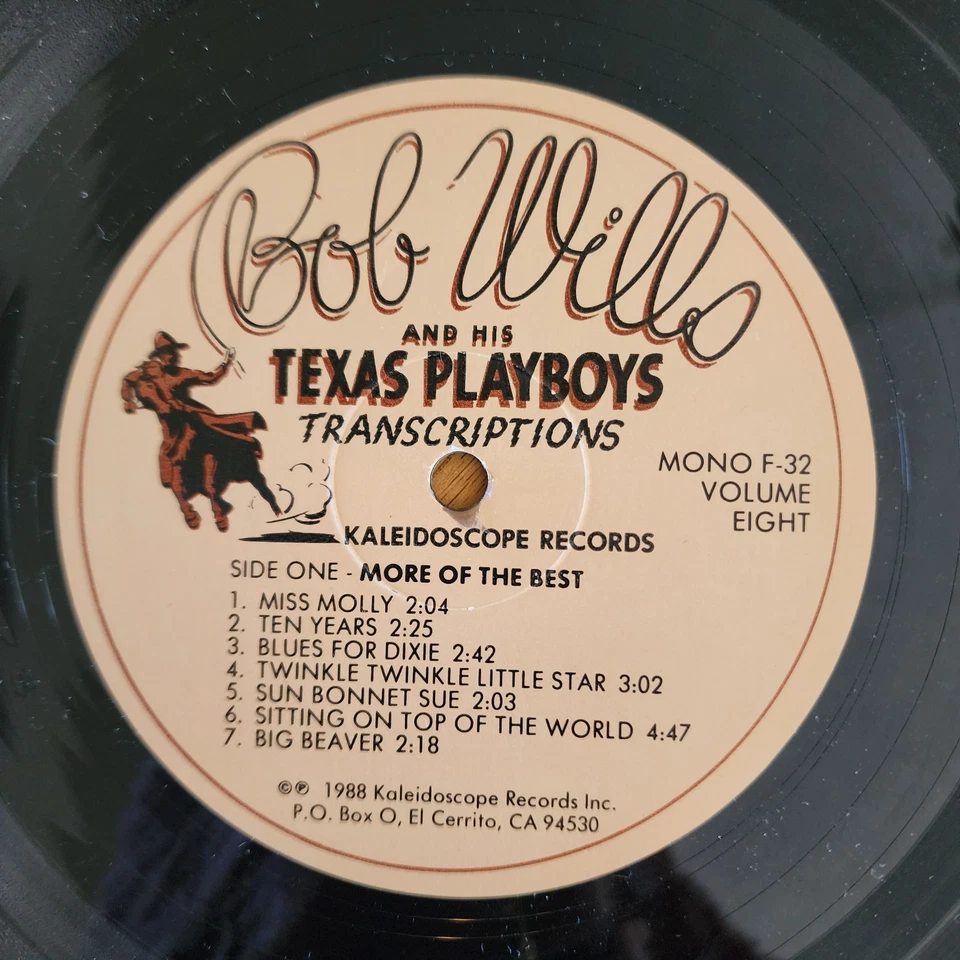 Bob Wills
AND HIS
TEXAS PLAYBOYS
TRANSCRIPTIONS
MONO F-32
VOLUME
EIGHT
KALEIDOSCOPE RECORDS
SIDE ONE - MORE OF THE BEST
1. MISS MOLLY 2:04
2. TEN YEARS 2:25
3. BLUES FOR DIXIE 2:42
4. TWINKLE TWINKLE LITTLE STAR 3:02
5. SUN BONNET SUE 2:03
6. SITTING ON TOP OF THE WORLD 4:47
7. BIG BEAVER 2:18
©℗ 1988 Kaleidoscope Records Inc.
P.O. Box O, El Cerrito, CA 94530